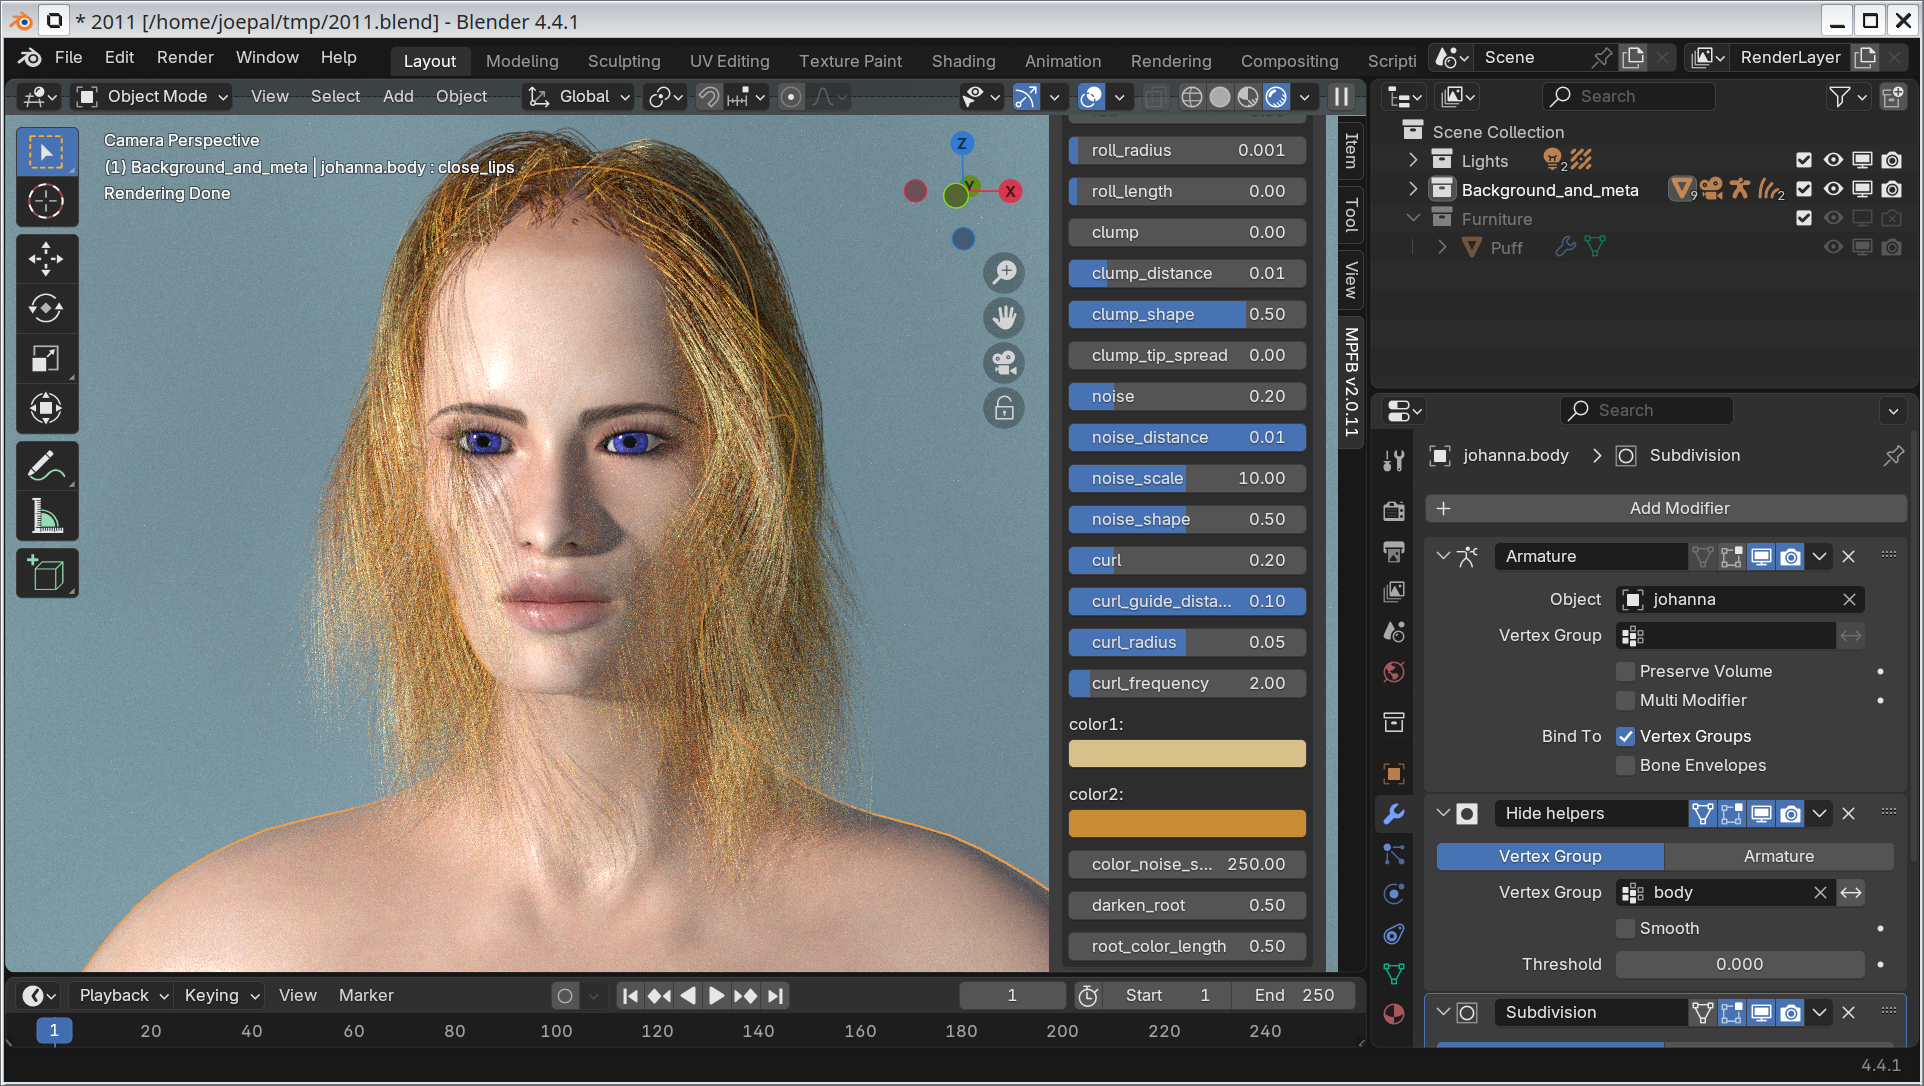 * 2011 [/home/joepal/tmp/2011.blend] - Blender 4.4.1
File Edit Render Window Help Layout Modeling Sculpting UV Editing Texture Paint Shading Animation Rendering Compositing Scripti Scene RenderLayer
Object Mode View Select Add Object Global
Camera Perspective
(1) Background_and_meta | johanna.body : close_lips
Rendering Done
Z
Y
X
roll_radius 0.001
roll_length 0.00
clump 0.00
clump_distance 0.01
clump_shape 0.50
clump_tip_spread 0.00
noise 0.20
noise_distance 0.01
noise_scale 10.00
noise_shape 0.50
curl 0.20
curl_guide_dista... 0.10
curl_radius 0.05
curl_frequency 2.00
color1:
color2:
color_noise_s... 250.00
darken_root 0.50
root_color_length 0.50
Item
Tool
View
MPFB v2.0.11
Search
Scene Collection
Lights 2
Background_and_meta 9 2
Furniture
Puff
Search
johanna.body Subdivision
Add Modifier
Armature
Object johanna
Vertex Group
Preserve Volume
Multi Modifier
Bind To Vertex Groups
Bone Envelopes
Hide helpers
Vertex Group Armature
Vertex Group body
Smooth
Threshold 0.000
Subdivision
Playback Keying View Marker 1 Start 1 End 250
1 20 40 60 80 100 120 140 160 180 200 220 240
4.4.1